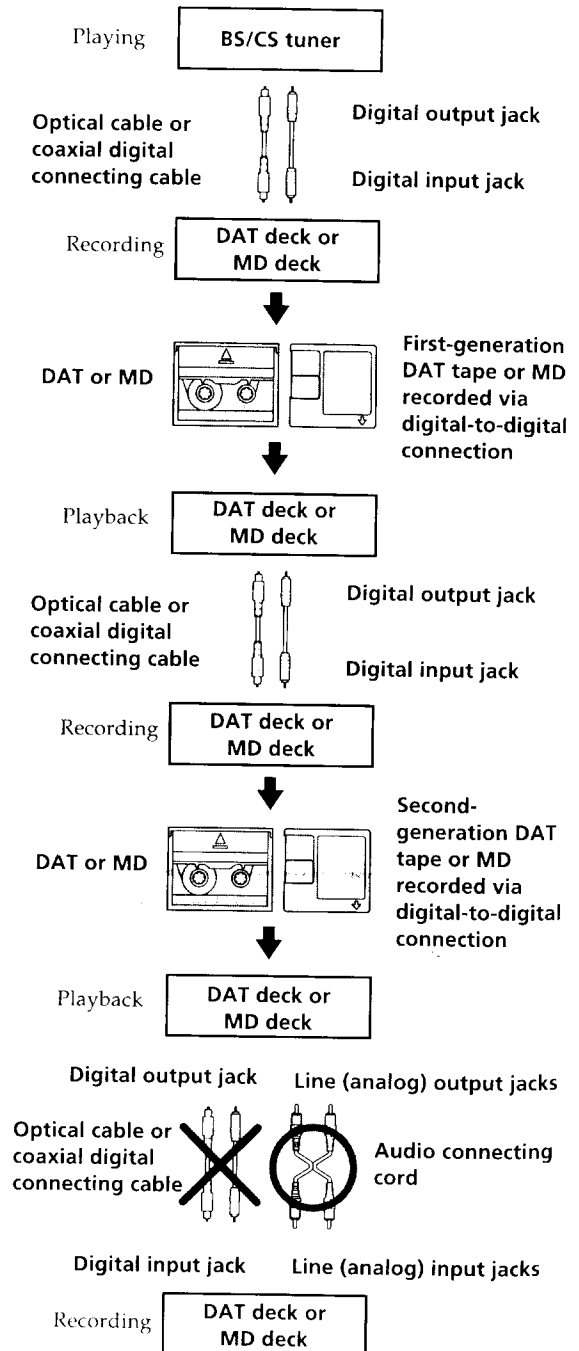 Playing
BS/CS tuner
Optical cable or
coaxial digital
connecting cable
Digital output jack
Digital input jack
Recording
DAT deck or
MD deck
DAT or MD
First-generation
DAT tape or MD
recorded via
digital-to-digital
connection
Playback
DAT deck or
MD deck
Optical cable or
coaxial digital
connecting cable
Digital output jack
Digital input jack
Recording
DAT deck or
MD deck
DAT or MD
Second-
generation DAT
tape or MD
recorded via
digital-to-digital
connection
Playback
DAT deck or
MD deck
Digital output jack
Line (analog) output jacks
Optical cable or
coaxial digital
connecting cable
Audio connecting
cord
Digital input jack
Line (analog) input jacks
Recording
DAT deck or
MD deck